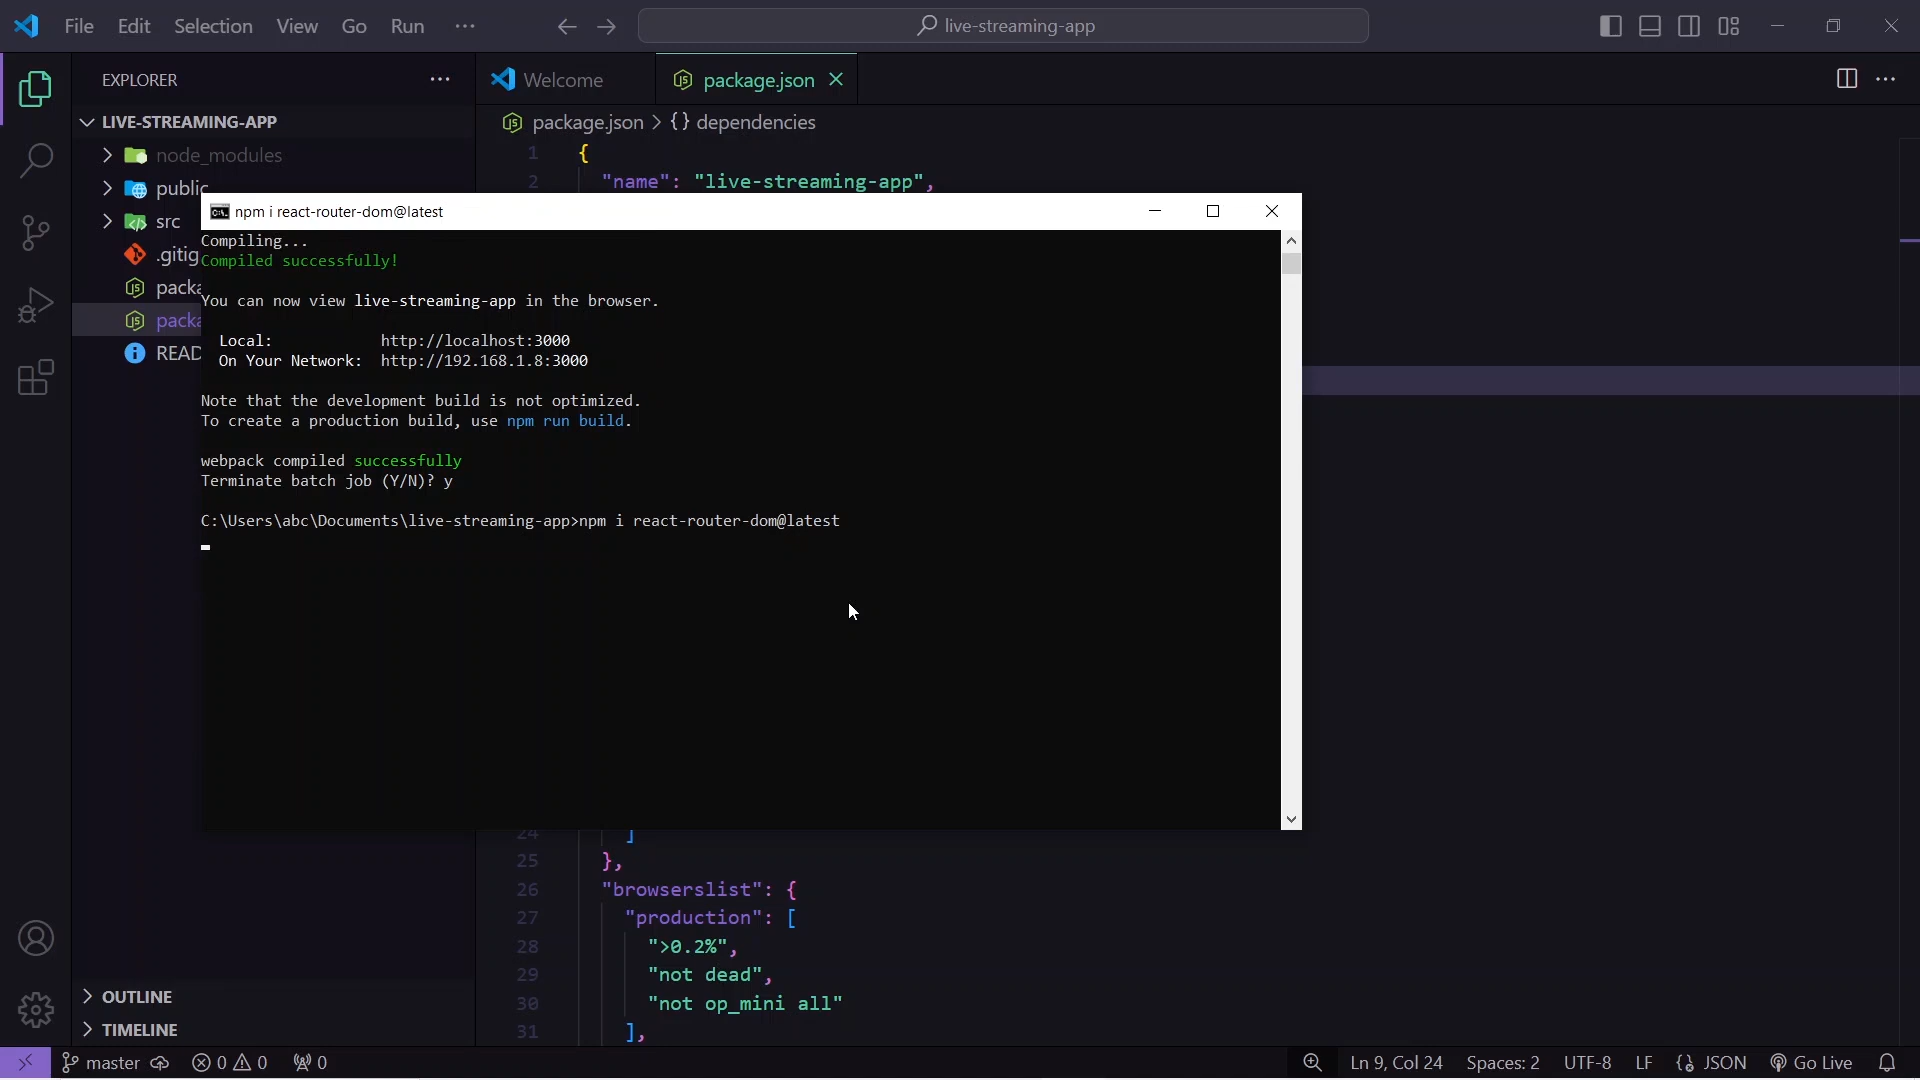 File Edit Selection View Go Run ···
live-streaming-app
EXPLORER ···
Welcome
package.json
LIVE-STREAMING-APP
package.json > {} dependencies
node_modules
1 {
public
2 "name": "live-streaming-app",
src
npm i react-router-dom@latest
.gitig
packa
packa
READ
Compiling...
Compiled successfully!
You can now view live-streaming-app in the browser.
Local: http://localhost:3000
On Your Network: http://192.168.1.8:3000
Note that the development build is not optimized.
To create a production build, use npm run build.
webpack compiled successfully
Terminate batch job (Y/N)? y
C:\Users\abc\Documents\live-streaming-app>npm i react-router-dom@latest
24 ]
25 },
26 "browserslist": {
27 "production": [
28 ">0.2%",
29 "not dead",
30 "not op_mini all"
31 ],
OUTLINE
TIMELINE
master 0 0 0
Ln 9, Col 24 Spaces: 2 UTF-8 LF {} JSON Go Live